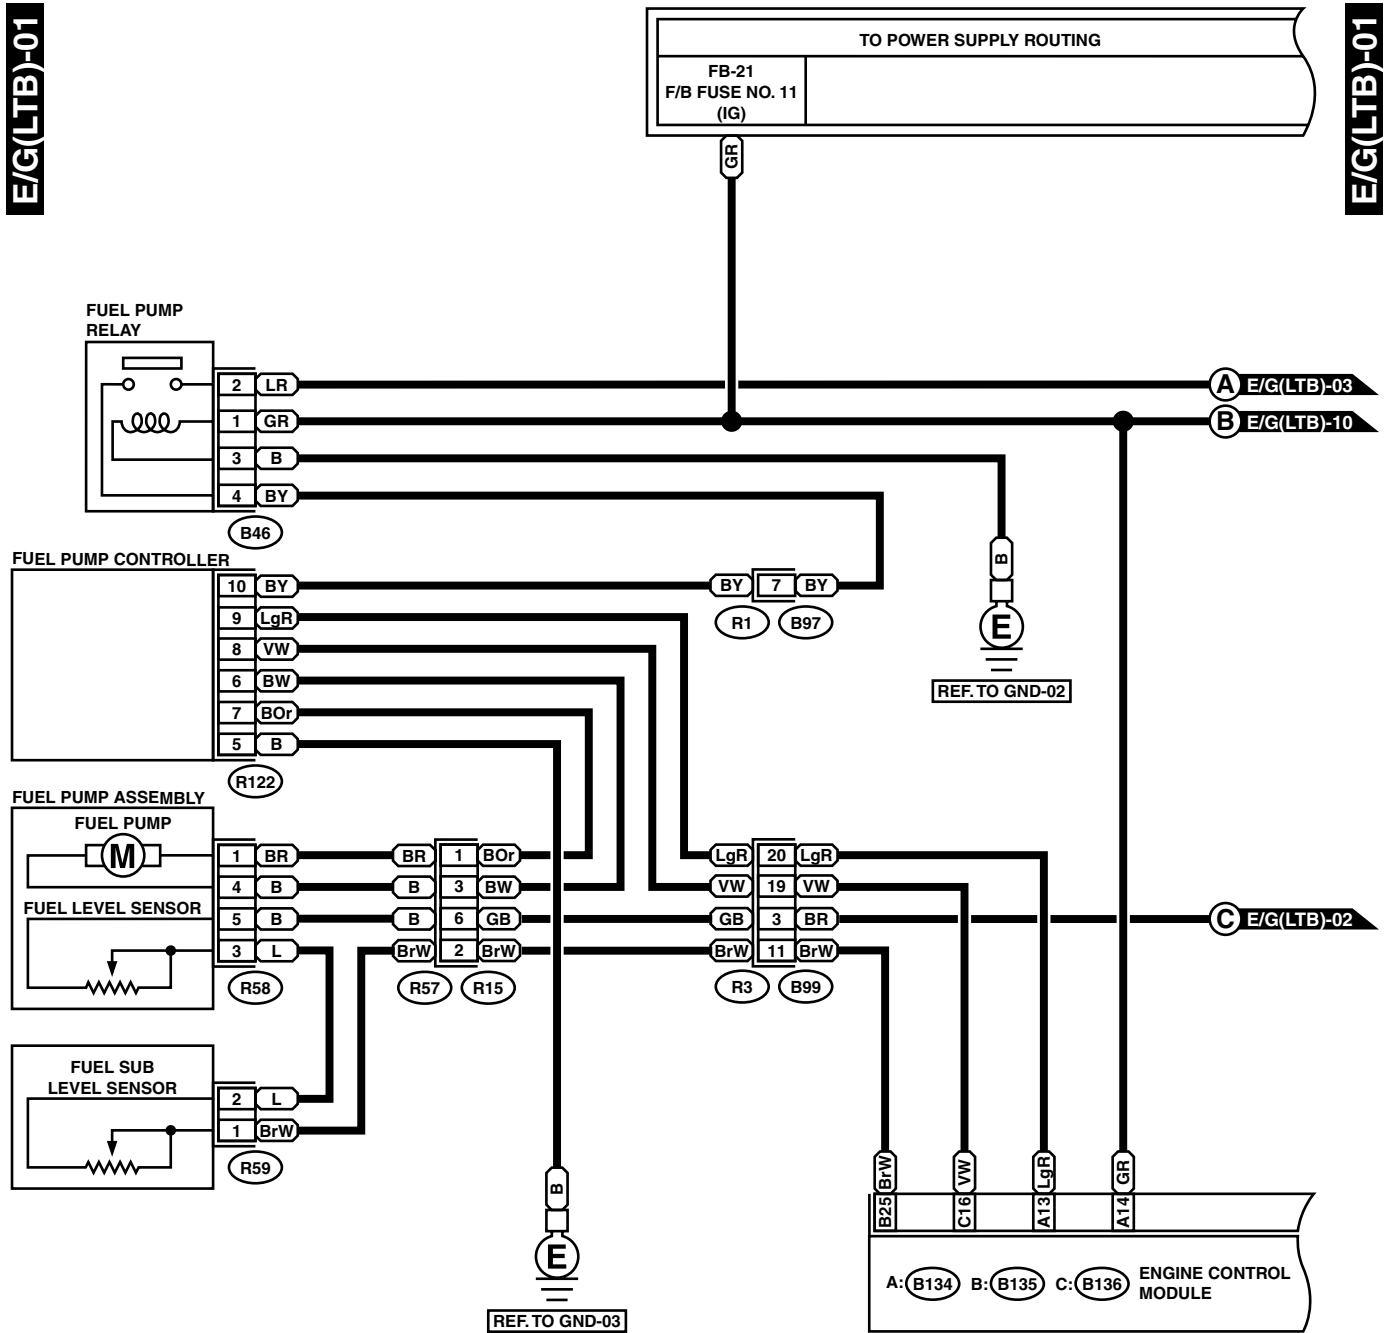 E/G(LTB)-01
E/G(LTB)-01
TO POWER SUPPLY ROUTING
FB-21
F/B FUSE NO. 11
(IG)
GR
FUEL PUMP
RELAY
2 LR
A E/G(LTB)-03
1 GR
B E/G(LTB)-10
3 B
4 BY
B46
B
E
REF. TO GND-02
FUEL PUMP CONTROLLER
10 BY
BY 7 BY
R1 B97
9 LgR
8 VW
6 BW
7 BOr
5 B
R122
FUEL PUMP ASSEMBLY
FUEL PUMP
M
1 BR
BR 1 BOr
LgR 20 LgR
4 B
B 3 BW
VW 19 VW
FUEL LEVEL SENSOR
5 B
B 6 GB
GB 3 BR
C E/G(LTB)-02
3 L
BrW 2 BrW
BrW 11 BrW
R58
R57 R15
R3 B99
FUEL SUB
LEVEL SENSOR
2 L
1 BrW
R59
B
E
REF. TO GND-03
BrW VW LgR GR
B25 C16 A13 A14
A: B134 B: B135 C: B136
ENGINE CONTROL
MODULE